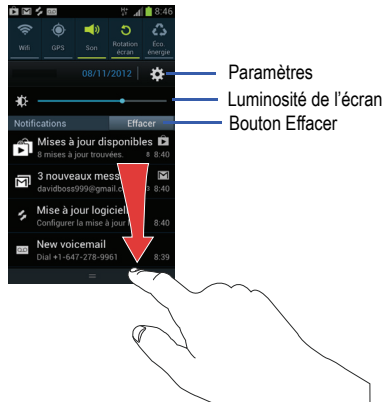 8:46
Wifi GPS Son Rotation écran Éco. énergie
08/11/2012
Paramètres
Luminosité de l'écran
Notifications Effacer
Bouton Effacer
Mises à jour disponibles
8 mises à jour trouvées. 8 8:40
3 nouveaux mess
davidboss999@gmail.c 8:40
Mise à jour logiciel
Configurer la mise à jour 8:40
New voicemail
Dial +1-647-278-9961 8:39